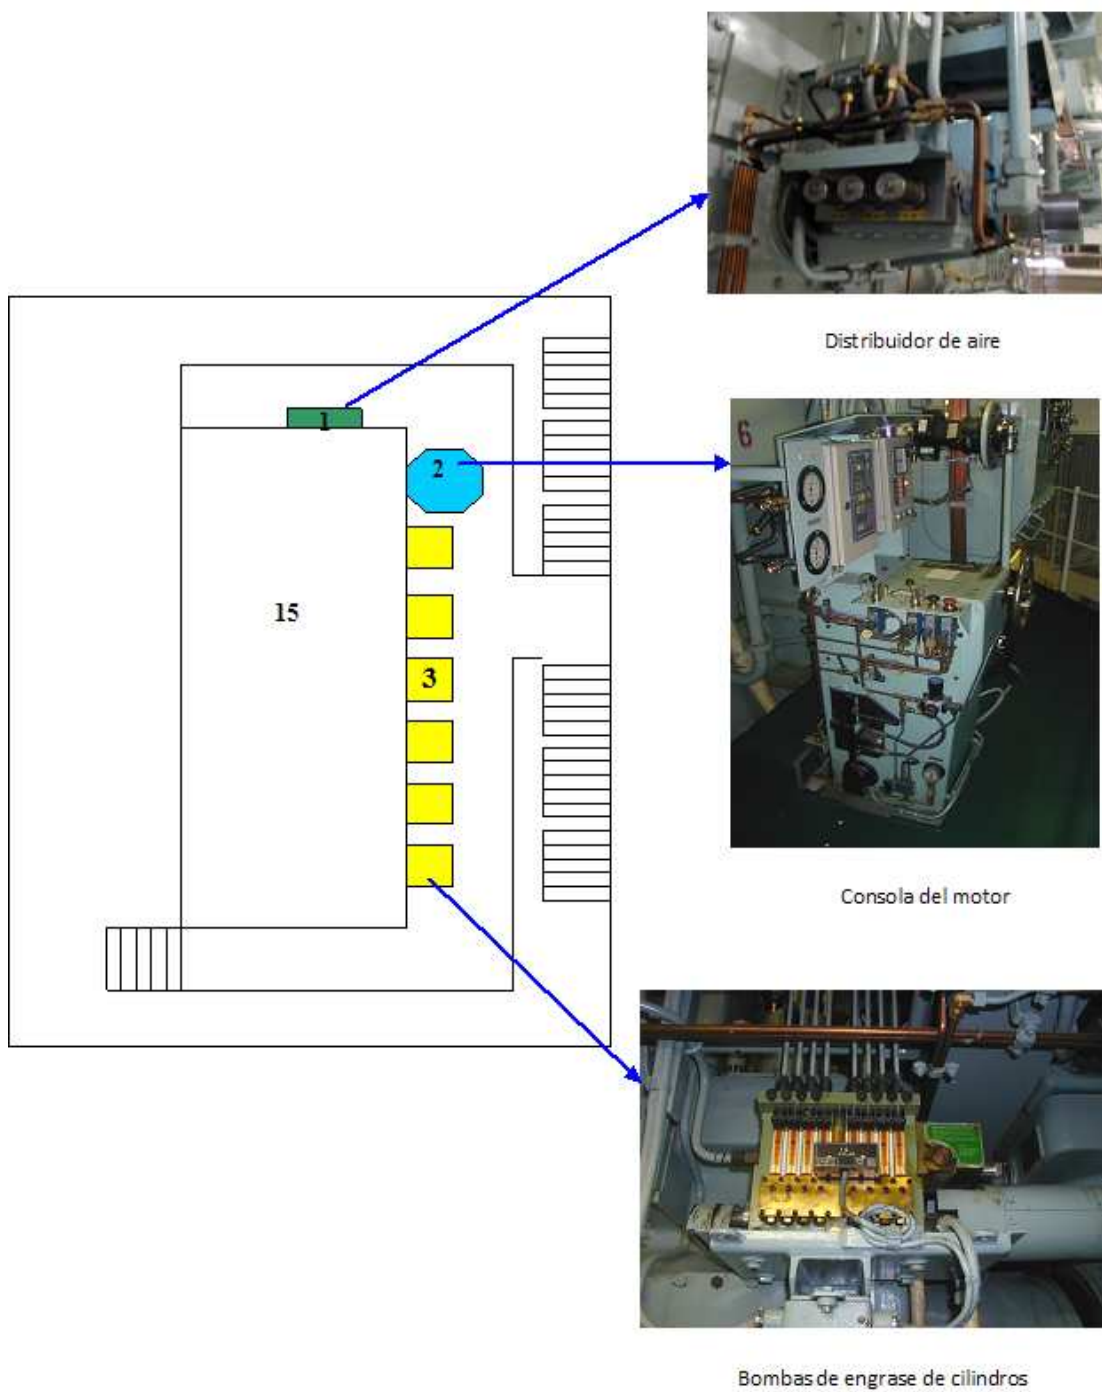 Distribuidor de aire
1
2
6
15
3
Consola del motor
Bombas de engrase de cilindros